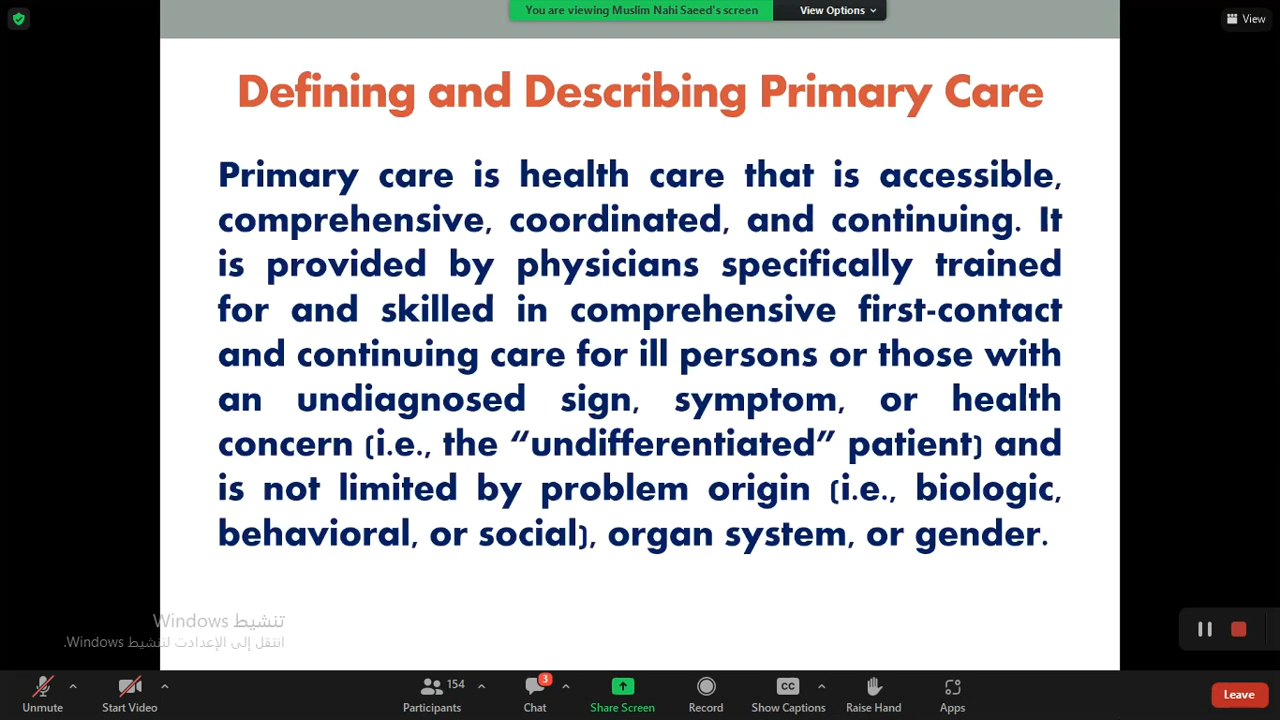 You are viewing Muslim Nahi Saeed's screen
View Options
View
Defining and Describing Primary Care
Primary care is health care that is accessible,
comprehensive, coordinated, and continuing. It
is provided by physicians specifically trained
for and skilled in comprehensive first-contact
and continuing care for ill persons or those with
an undiagnosed sign, symptom, or health
concern (i.e., the “undifferentiated” patient) and
is not limited by problem origin (i.e., biologic,
behavioral, or social), organ system, or gender.
تنشيط Windows
انتقل إلى الإعدادت لتنشيط Windows.
Unmute
Start Video
154
Participants
3
Chat
Share Screen
Record
CC
Show Captions
Raise Hand
Apps
Leave